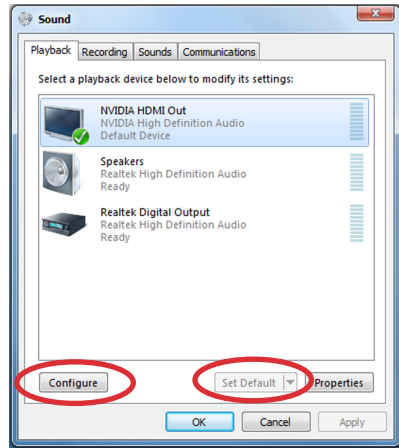 Sound
Playback Recording Sounds Communications
Select a playback device below to modify its settings:
NVIDIA HDMI Out
NVIDIA High Definition Audio
Default Device
Speakers
Realtek High Definition Audio
Ready
Realtek Digital Output
Realtek High Definition Audio
Ready
Configure Set Default Properties
OK Cancel Apply